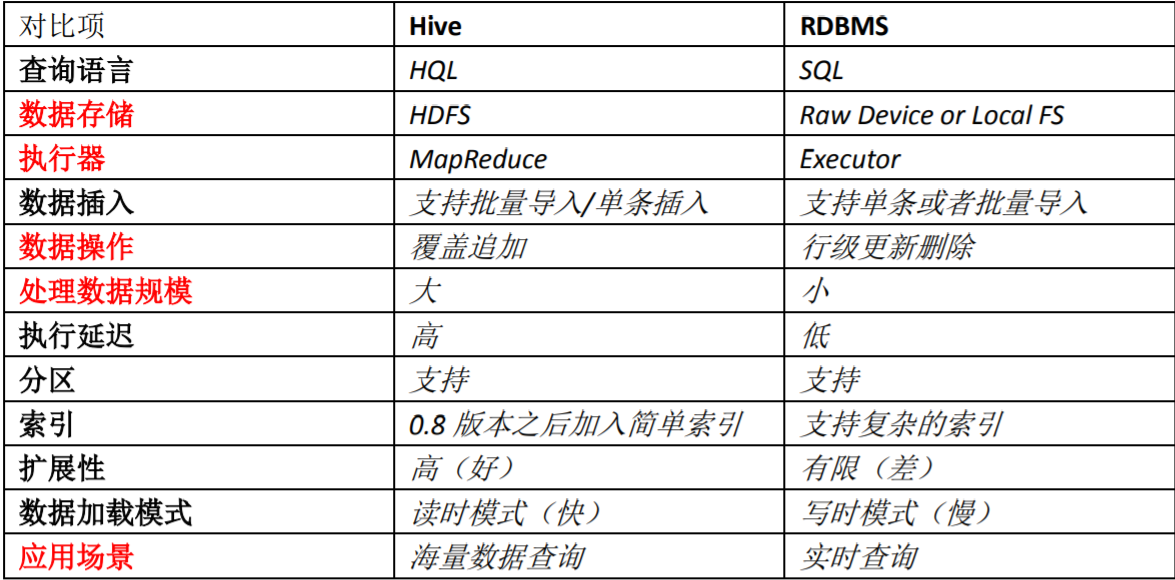 对比项 Hive RDBMS
查询语言 HQL SQL
数据存储 HDFS Raw Device or Local FS
执行器 MapReduce Executor
数据插入 支持批量导入/单条插入 支持单条或者批量导入
数据操作 覆盖追加 行级更新删除
处理数据规模 大 小
执行延迟 高 低
分区 支持 支持
索引 0.8 版本之后加入简单索引 支持复杂的索引
扩展性 高（好） 有限（差）
数据加载模式 读时模式（快） 写时模式（慢）
应用场景 海量数据查询 实时查询